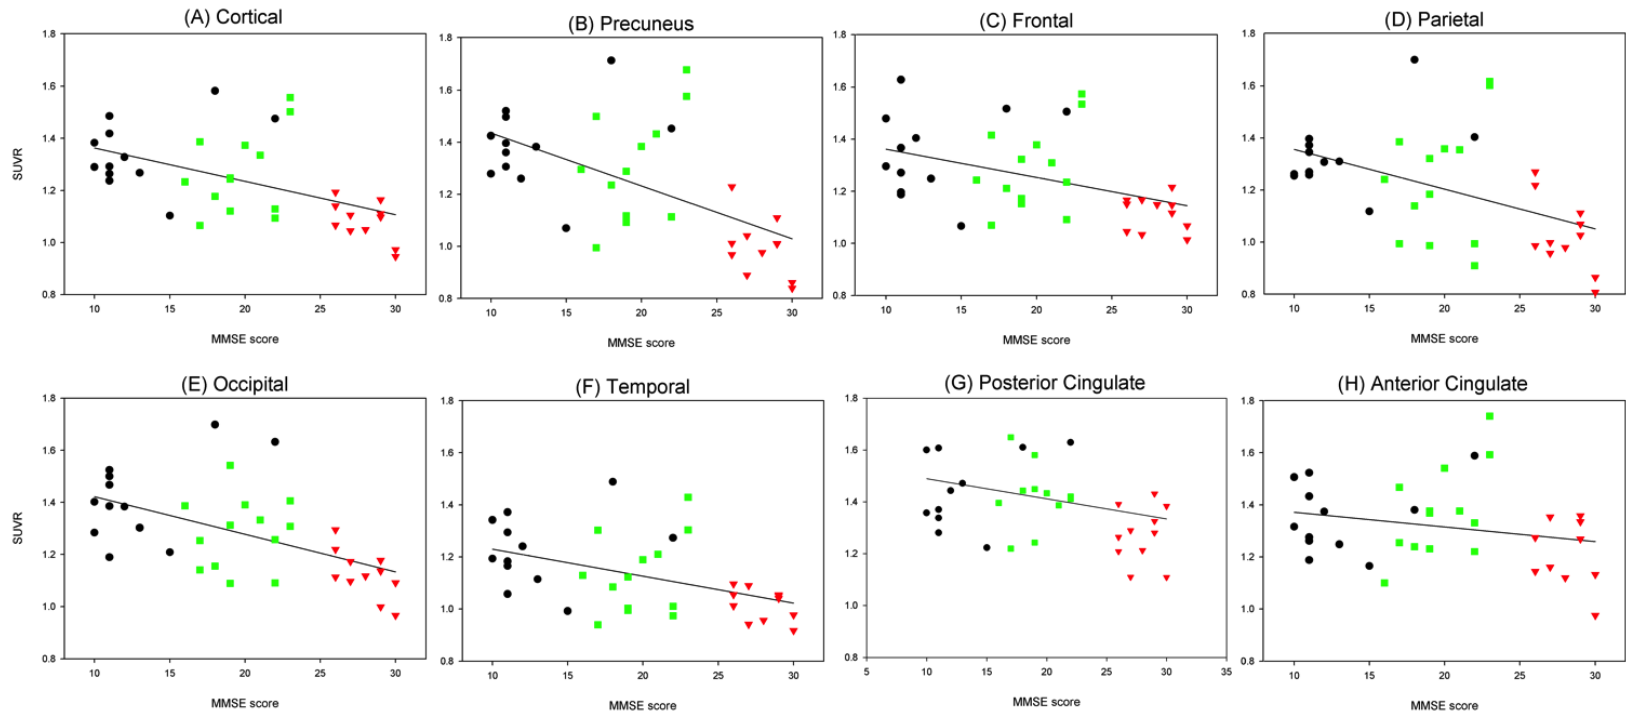 (A) Cortical
(B) Precuneus
(C) Frontal
(D) Parietal
SUVR
1.8
1.6
1.4
1.2
1.0
0.8
10 15 20 25 30
MMSE score
1.8
1.6
1.4
1.2
1.0
0.8
10 15 20 25 30
MMSE score
1.8
1.6
1.4
1.2
1.0
0.8
10 15 20 25 30
MMSE score
1.8
1.6
1.4
1.2
1.0
0.8
10 15 20 25 30
MMSE score
(E) Occipital
(F) Temporal
(G) Posterior Cingulate
(H) Anterior Cingulate
SUVR
1.8
1.6
1.4
1.2
1.0
0.8
10 15 20 25 30
MMSE score
1.8
1.6
1.4
1.2
1.0
0.8
10 15 20 25 30
MMSE score
1.8
1.6
1.4
1.2
1.0
0.8
5 10 15 20 25 30 35
MMSE score
1.8
1.6
1.4
1.2
1.0
0.8
10 15 20 25 30
MMSE score